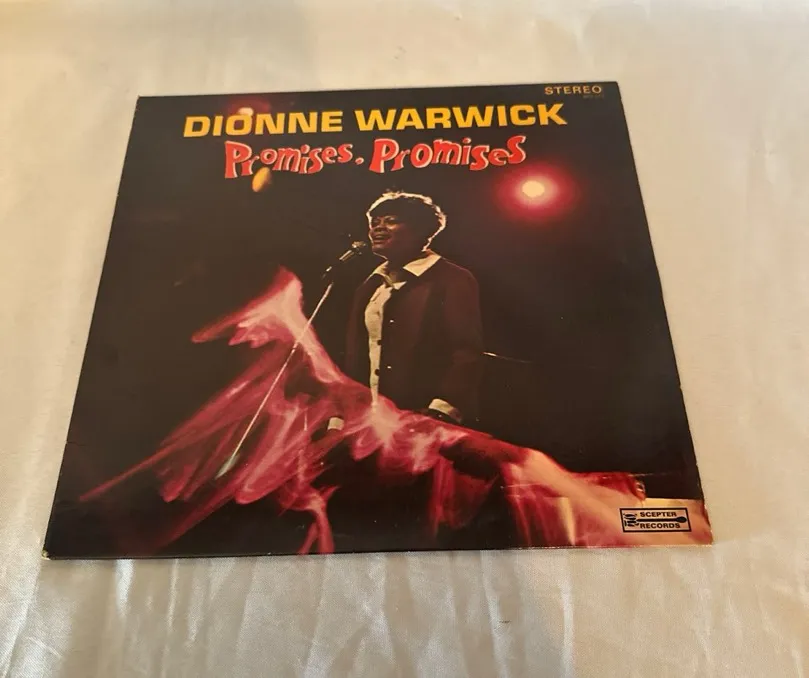 STEREO
DIONNE WARWICK
Promises, Promises
SCEPTER
RECORDS